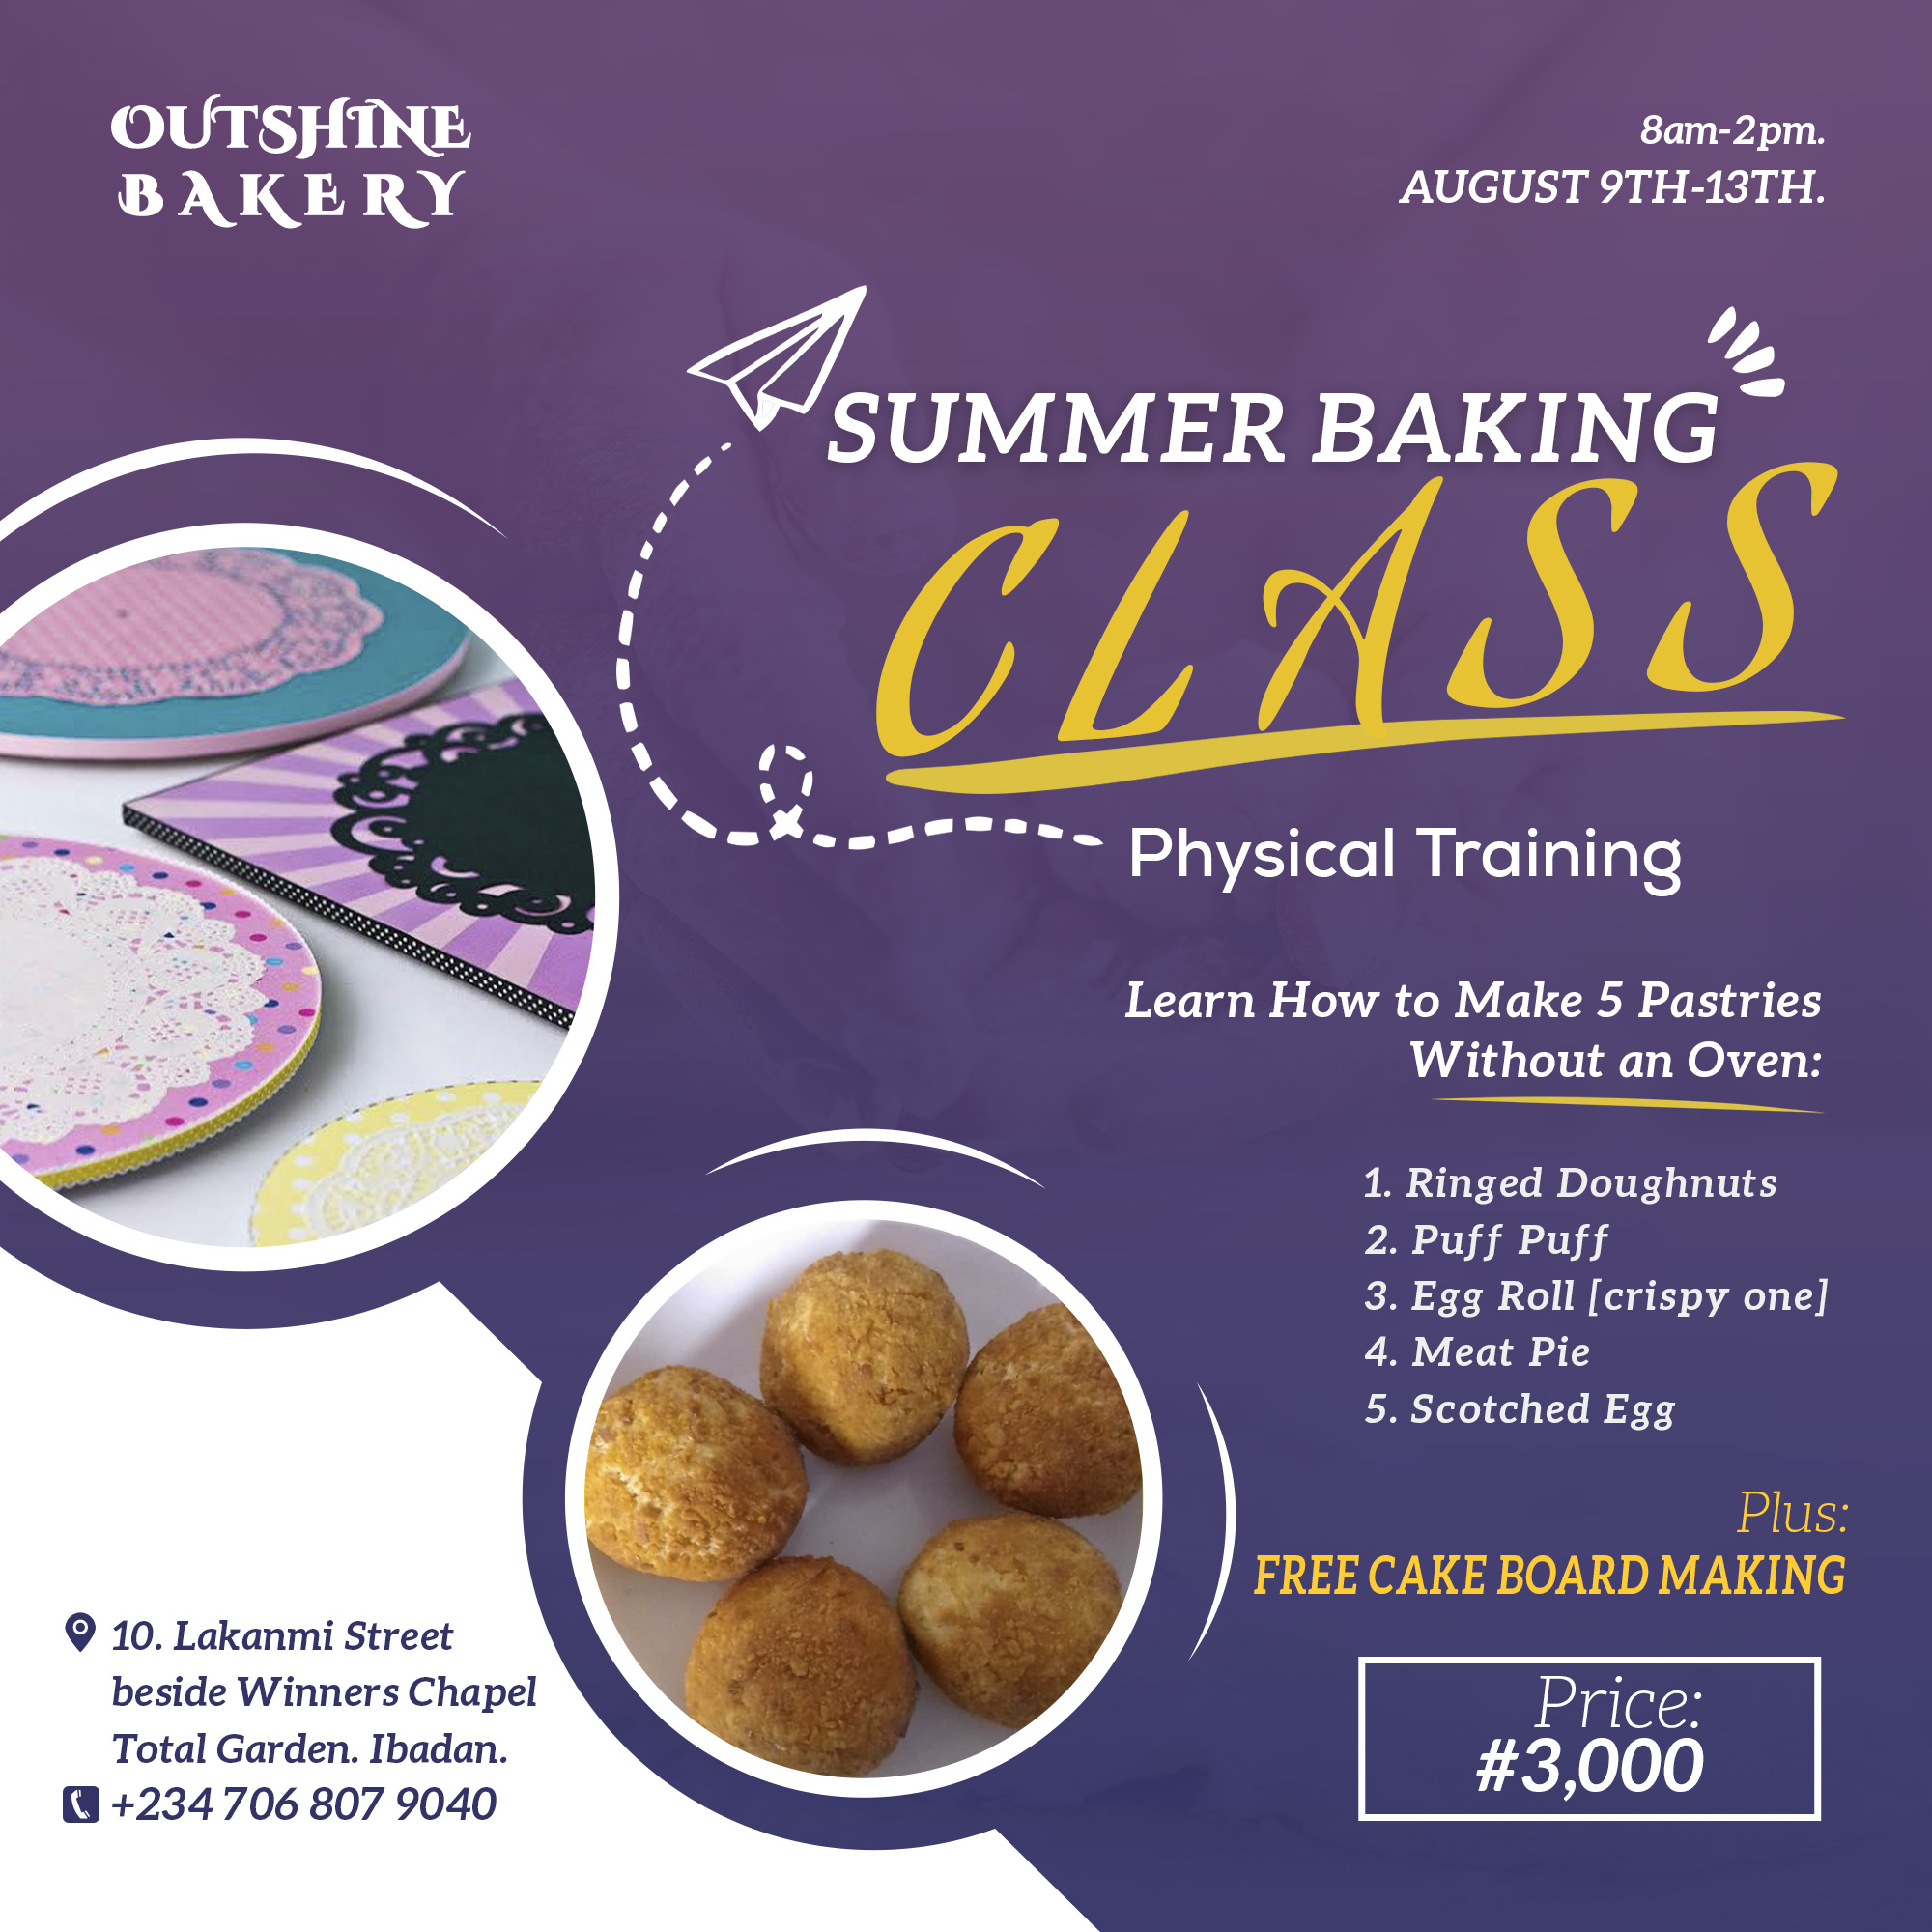 OUTSHINE
BAKERY
8am-2pm.
AUGUST 9TH-13TH.
SUMMER BAKING
CLASS
Physical Training
Learn How to Make 5 Pastries
Without an Oven:
1. Ringed Doughnuts
2. Puff Puff
3. Egg Roll [crispy one]
4. Meat Pie
5. Scotched Egg
Plus:
FREE CAKE BOARD MAKING
Price:
#3,000
10. Lakanmi Street
beside Winners Chapel
Total Garden. Ibadan.
+234 706 807 9040